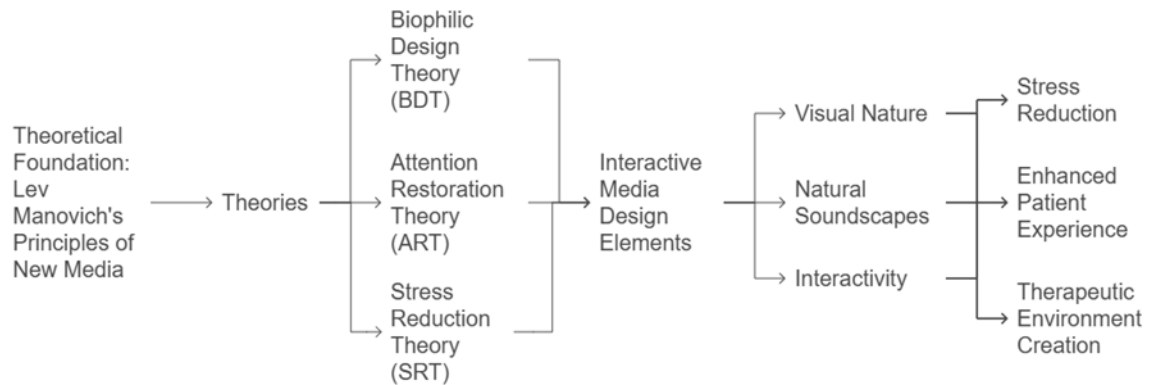 Theoretical
Foundation:
Lev
Manovich's
Principles of
New Media
Theories
Biophilic
Design
Theory
(BDT)
Attention
Restoration
Theory
(ART)
Stress
Reduction
Theory
(SRT)
Interactive
Media
Design
Elements
Visual Nature
Natural
Soundscapes
Interactivity
Stress
Reduction
Enhanced
Patient
Experience
Therapeutic
Environment
Creation